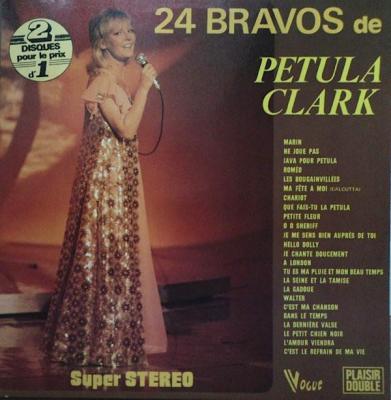 24 BRAVOS de
PETULA
CLARK
2
DISQUES
pour le prix
d'1
MARIN
NE JOUE PAS
JAVA POUR PETULA
ROMÉO
LES BOUGAINVILLÉES
MA FÊTE À MOI (CALCUTTA)
CHARIOT
QUE FAIS-TU LA PETULA
PETITE FLEUR
O O SHERIFF
JE ME SENS BIEN AUPRÈS DE TOI
HELLO DOLLY
JE CHANTE DOUCEMENT
A LONDON
TU ES MA PLUIE ET MON BEAU TEMPS
LA SEINE ET LA TAMISE
LA GADOUE
WALTER
C'EST MA CHANSON
DANS LE TEMPS
LA DERNIÈRE VALSE
LE PETIT CHIEN NOIR
L'AMOUR VIENDRA
C'EST LE REFRAIN DE MA VIE
Super STEREO
VOGUE
PLAISIR
DOUBLE